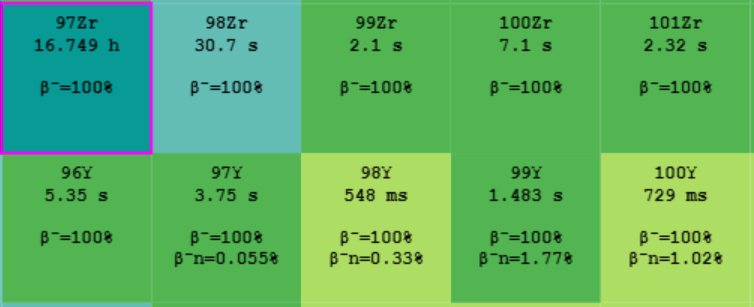 97Zr
16.749 h
β⁻=100%
98Zr
30.7 s
β⁻=100%
99Zr
2.1 s
β⁻=100%
100Zr
7.1 s
β⁻=100%
101Zr
2.32 s
β⁻=100%
96Y
5.35 s
β⁻=100%
97Y
3.75 s
β⁻=100%
β⁻n=0.055%
98Y
548 ms
β⁻=100%
β⁻n=0.33%
99Y
1.483 s
β⁻=100%
β⁻n=1.77%
100Y
729 ms
β⁻=100%
β⁻n=1.02%